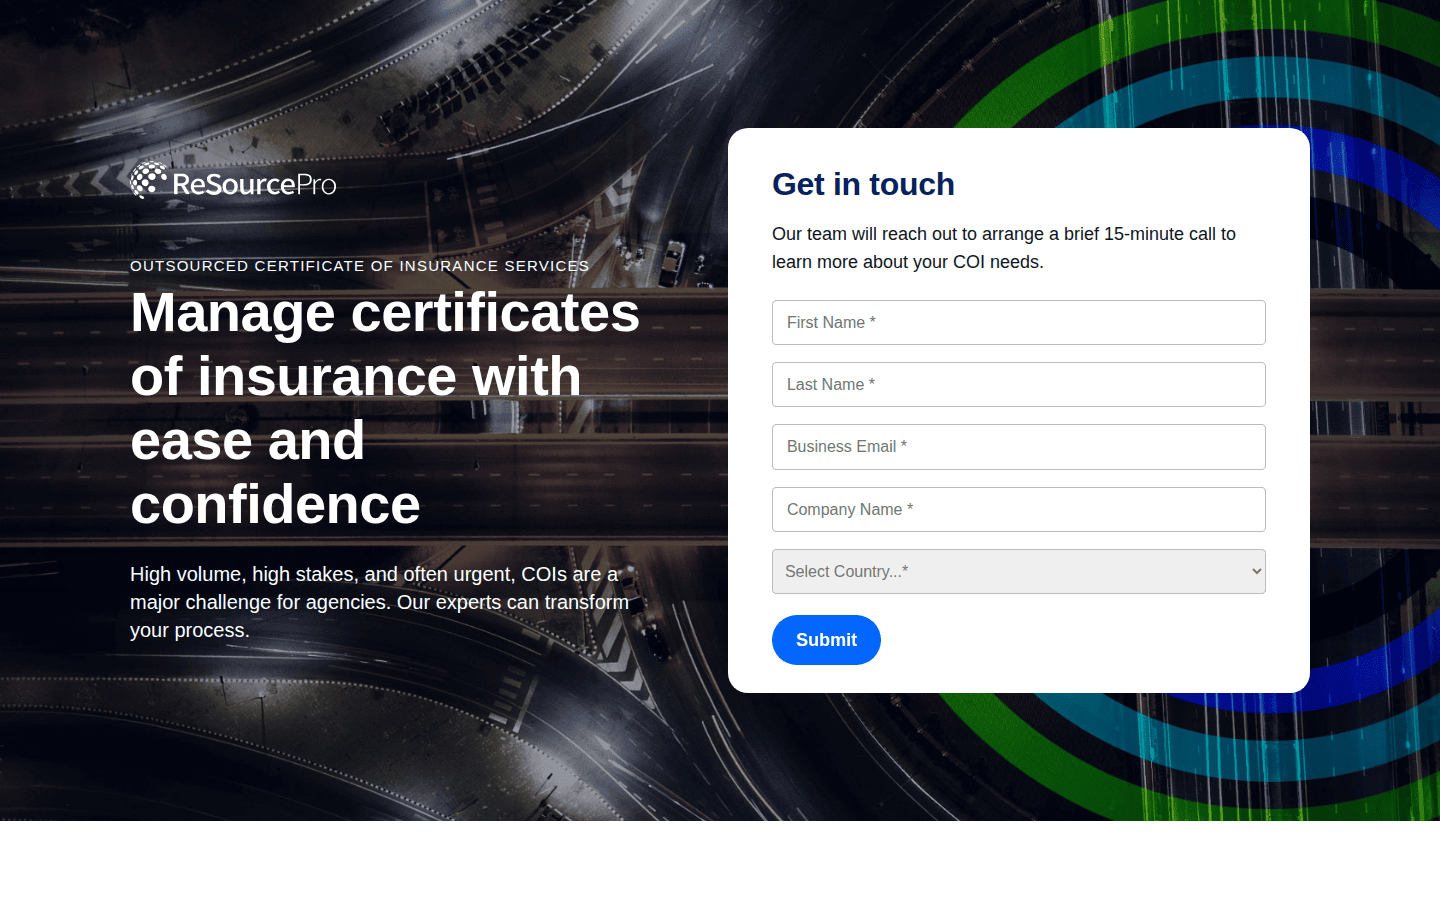 ReSourcePro
OUTSOURCED CERTIFICATE OF INSURANCE SERVICES
Manage certificates
of insurance with
ease and
confidence
High volume, high stakes, and often urgent, COIs are a
major challenge for agencies. Our experts can transform
your process.
Get in touch
Our team will reach out to arrange a brief 15-minute call to
learn more about your COI needs.
First Name *
Last Name *
Business Email *
Company Name *
Select Country...*
Submit